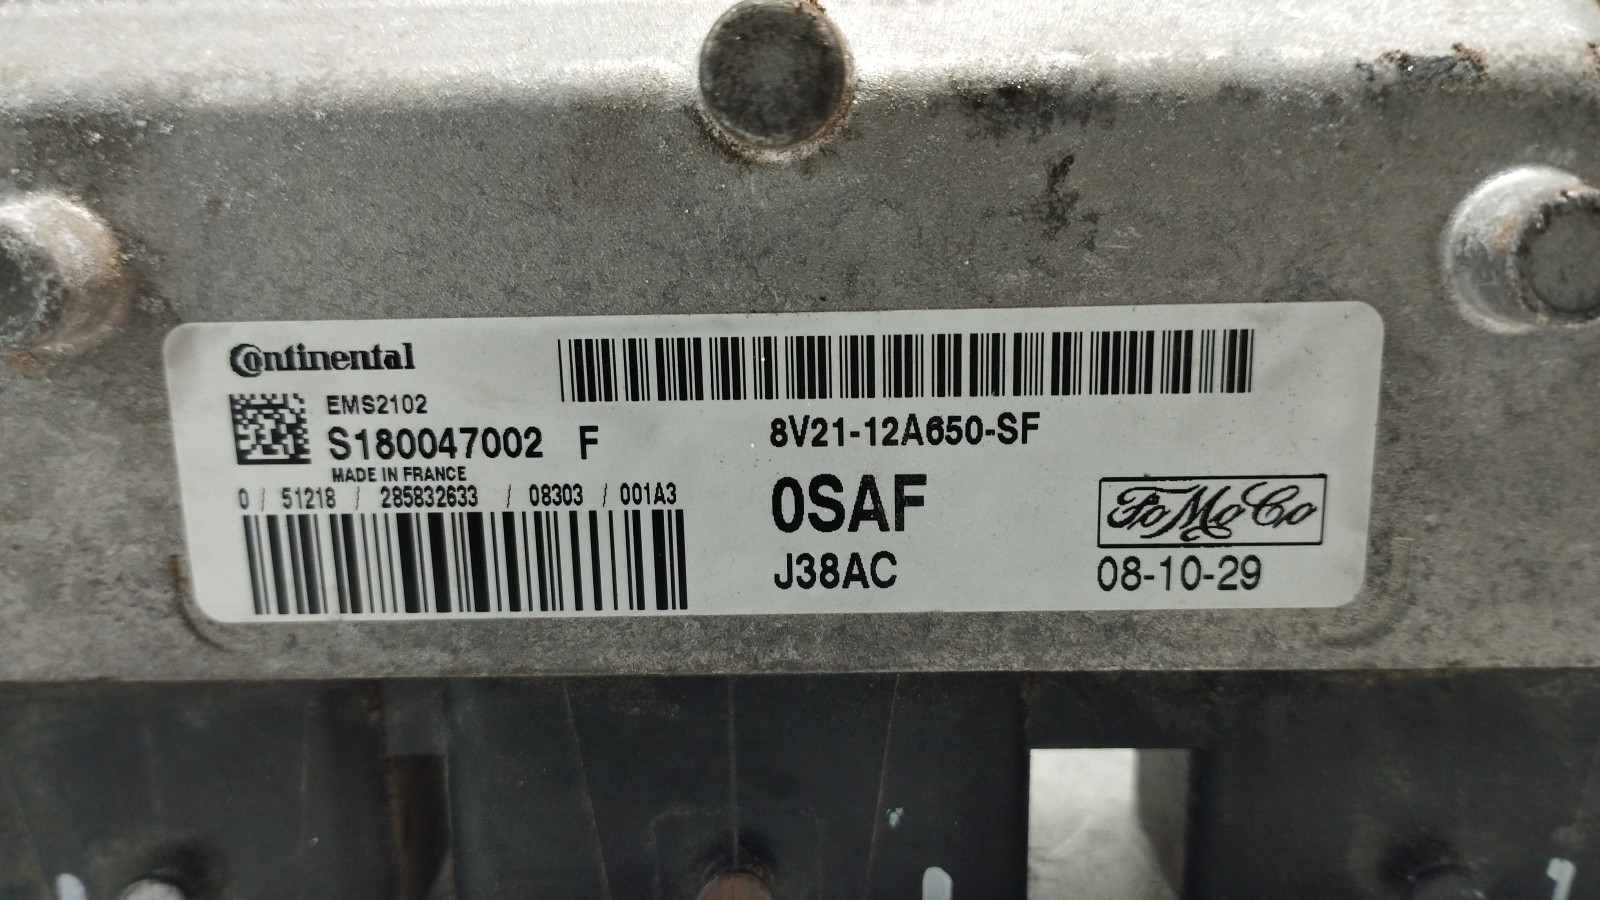 Continental
EMS2102
S180047002 F
MADE IN FRANCE
0 / 51218 / 285832633 / 08303 / 001A3
8V21-12A650-SF
0SAF
J38AC
FoMoCo
08-10-29